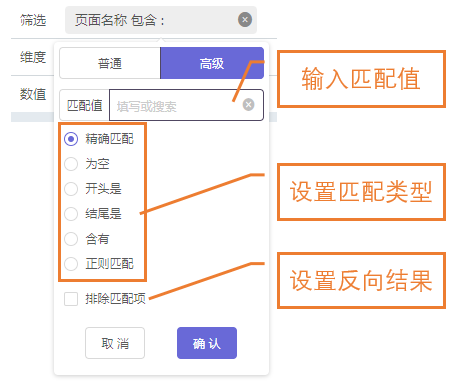 筛选
页面名称 包含 :
维度
普通
高级
数值
匹配值
填写或搜索
输入匹配值
精确匹配
为空
开头是
结尾是
含有
正则匹配
设置匹配类型
排除匹配项
设置反向结果
取 消
确 认